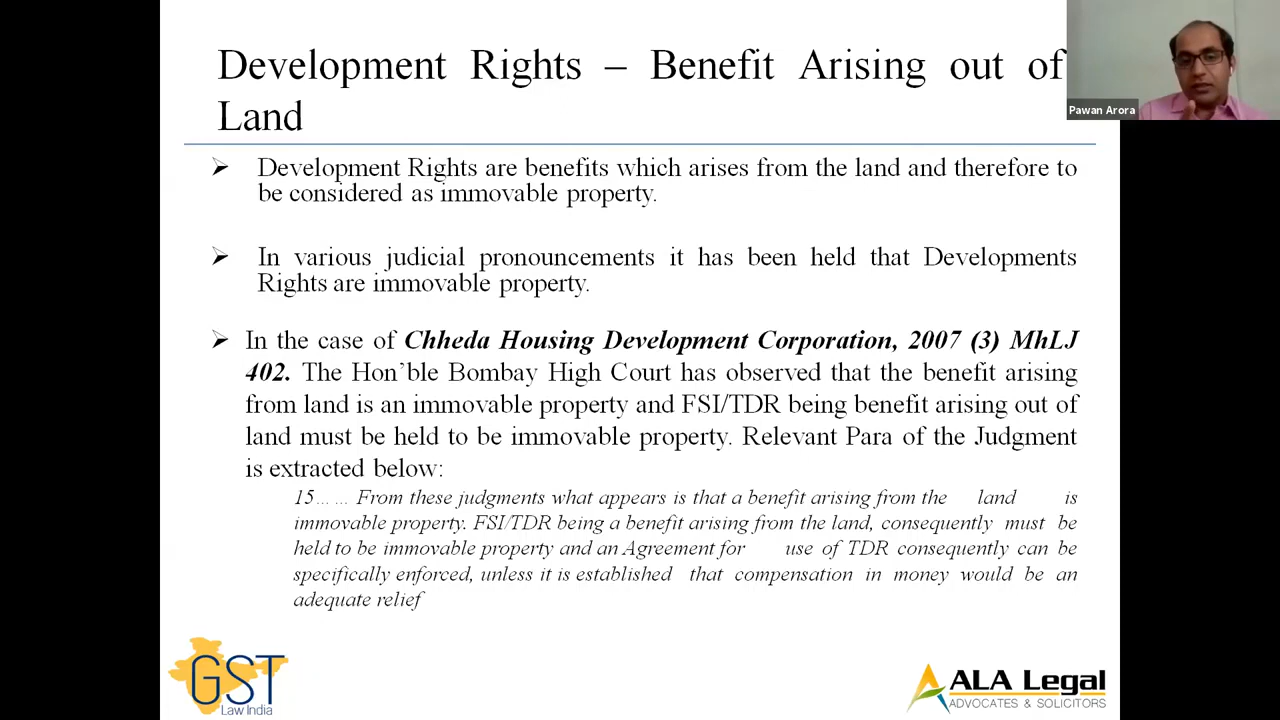 Development Rights – Benefit Arising out of
Land
Pawan Arora
➢ Development Rights are benefits which arises from the land and therefore to
be considered as immovable property.
➢ In various judicial pronouncements it has been held that Developments
Rights are immovable property.
➢ In the case of Chheda Housing Development Corporation, 2007 (3) MhLJ
402. The Hon’ble Bombay High Court has observed that the benefit arising
from land is an immovable property and FSI/TDR being benefit arising out of
land must be held to be immovable property. Relevant Para of the Judgment
is extracted below:
15… … From these judgments what appears is that a benefit arising from the land is
immovable property. FSI/TDR being a benefit arising from the land, consequently must be
held to be immovable property and an Agreement for use of TDR consequently can be
specifically enforced, unless it is established that compensation in money would be an
adequate relief
GST
Law India
ALA Legal
ADVOCATES & SOLICITORS